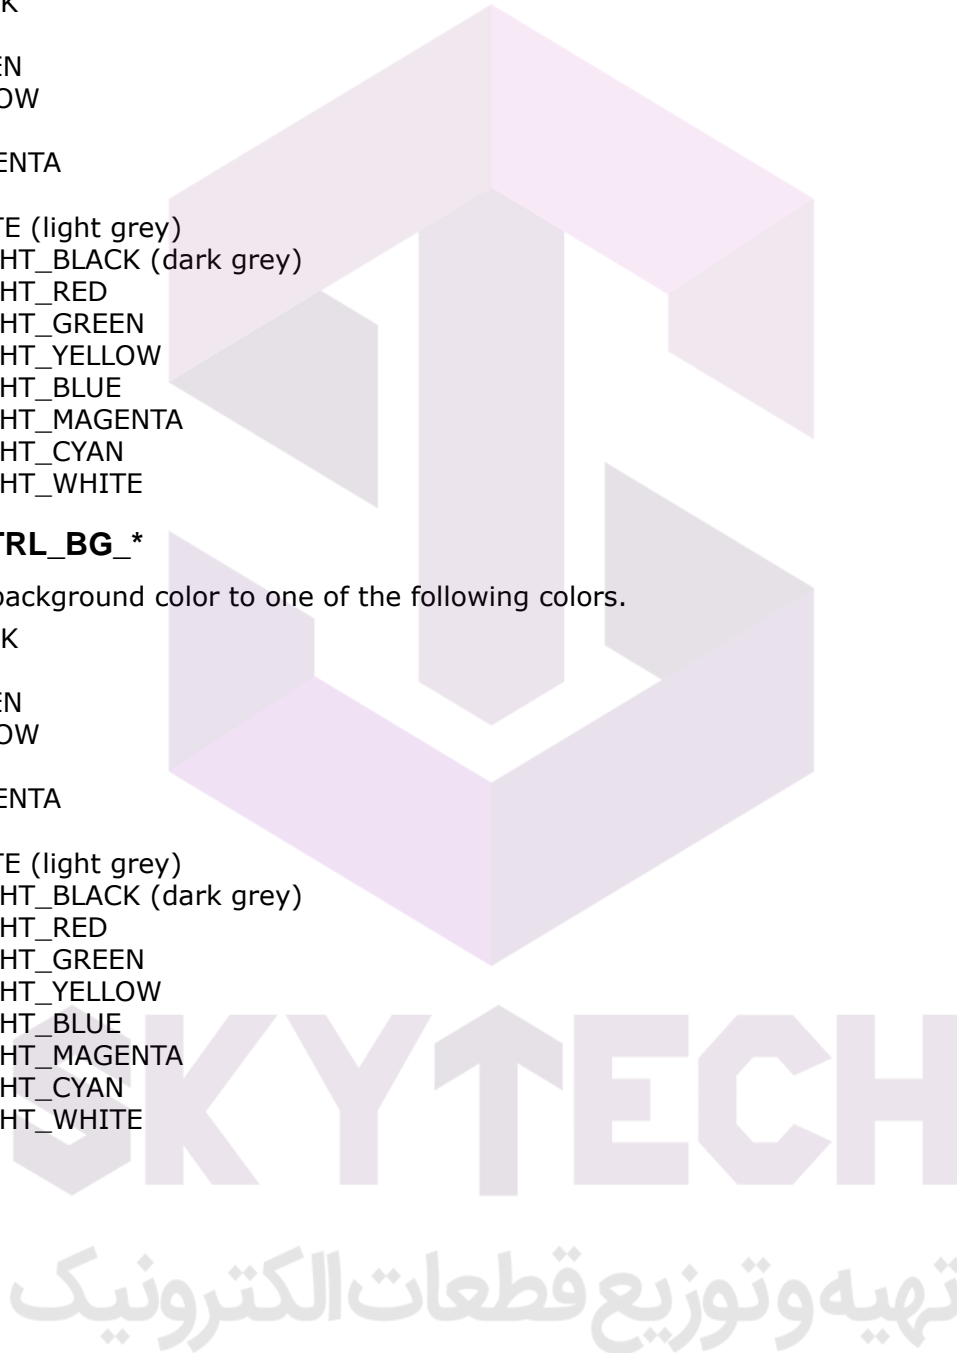 K
EN
OW
ENTA
TE (light grey)
HT_BLACK (dark grey)
HT_RED
HT_GREEN
HT_YELLOW
HT_BLUE
HT_MAGENTA
HT_CYAN
HT_WHITE
TRL_BG_*
background color to one of the following colors.
K
EN
OW
ENTA
TE (light grey)
HT_BLACK (dark grey)
HT_RED
HT_GREEN
HT_YELLOW
HT_BLUE
HT_MAGENTA
HT_CYAN
HT_WHITE
SKYTECH
تهیه و توزیع قطعات الکترونیک